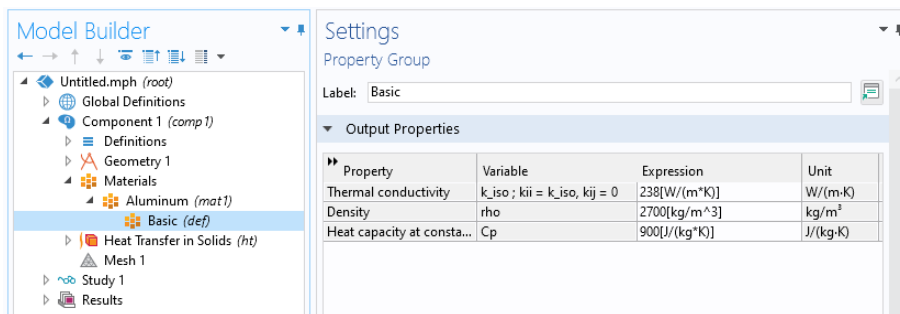 Model Builder
Untitled.mph (root)
Global Definitions
Component 1 (comp1)
Definitions
Geometry 1
Materials
Aluminum (mat1)
Basic (def)
Heat Transfer in Solids (ht)
Mesh 1
Study 1
Results
Settings
Property Group
Label: Basic
Output Properties
Property Variable Expression Unit
Thermal conductivity k_iso ; kii = k_iso, kij = 0 238[W/(m*K)] W/(m·K)
Density rho 2700[kg/m^3] kg/m³
Heat capacity at consta... Cp 900[J/(kg*K)] J/(kg·K)